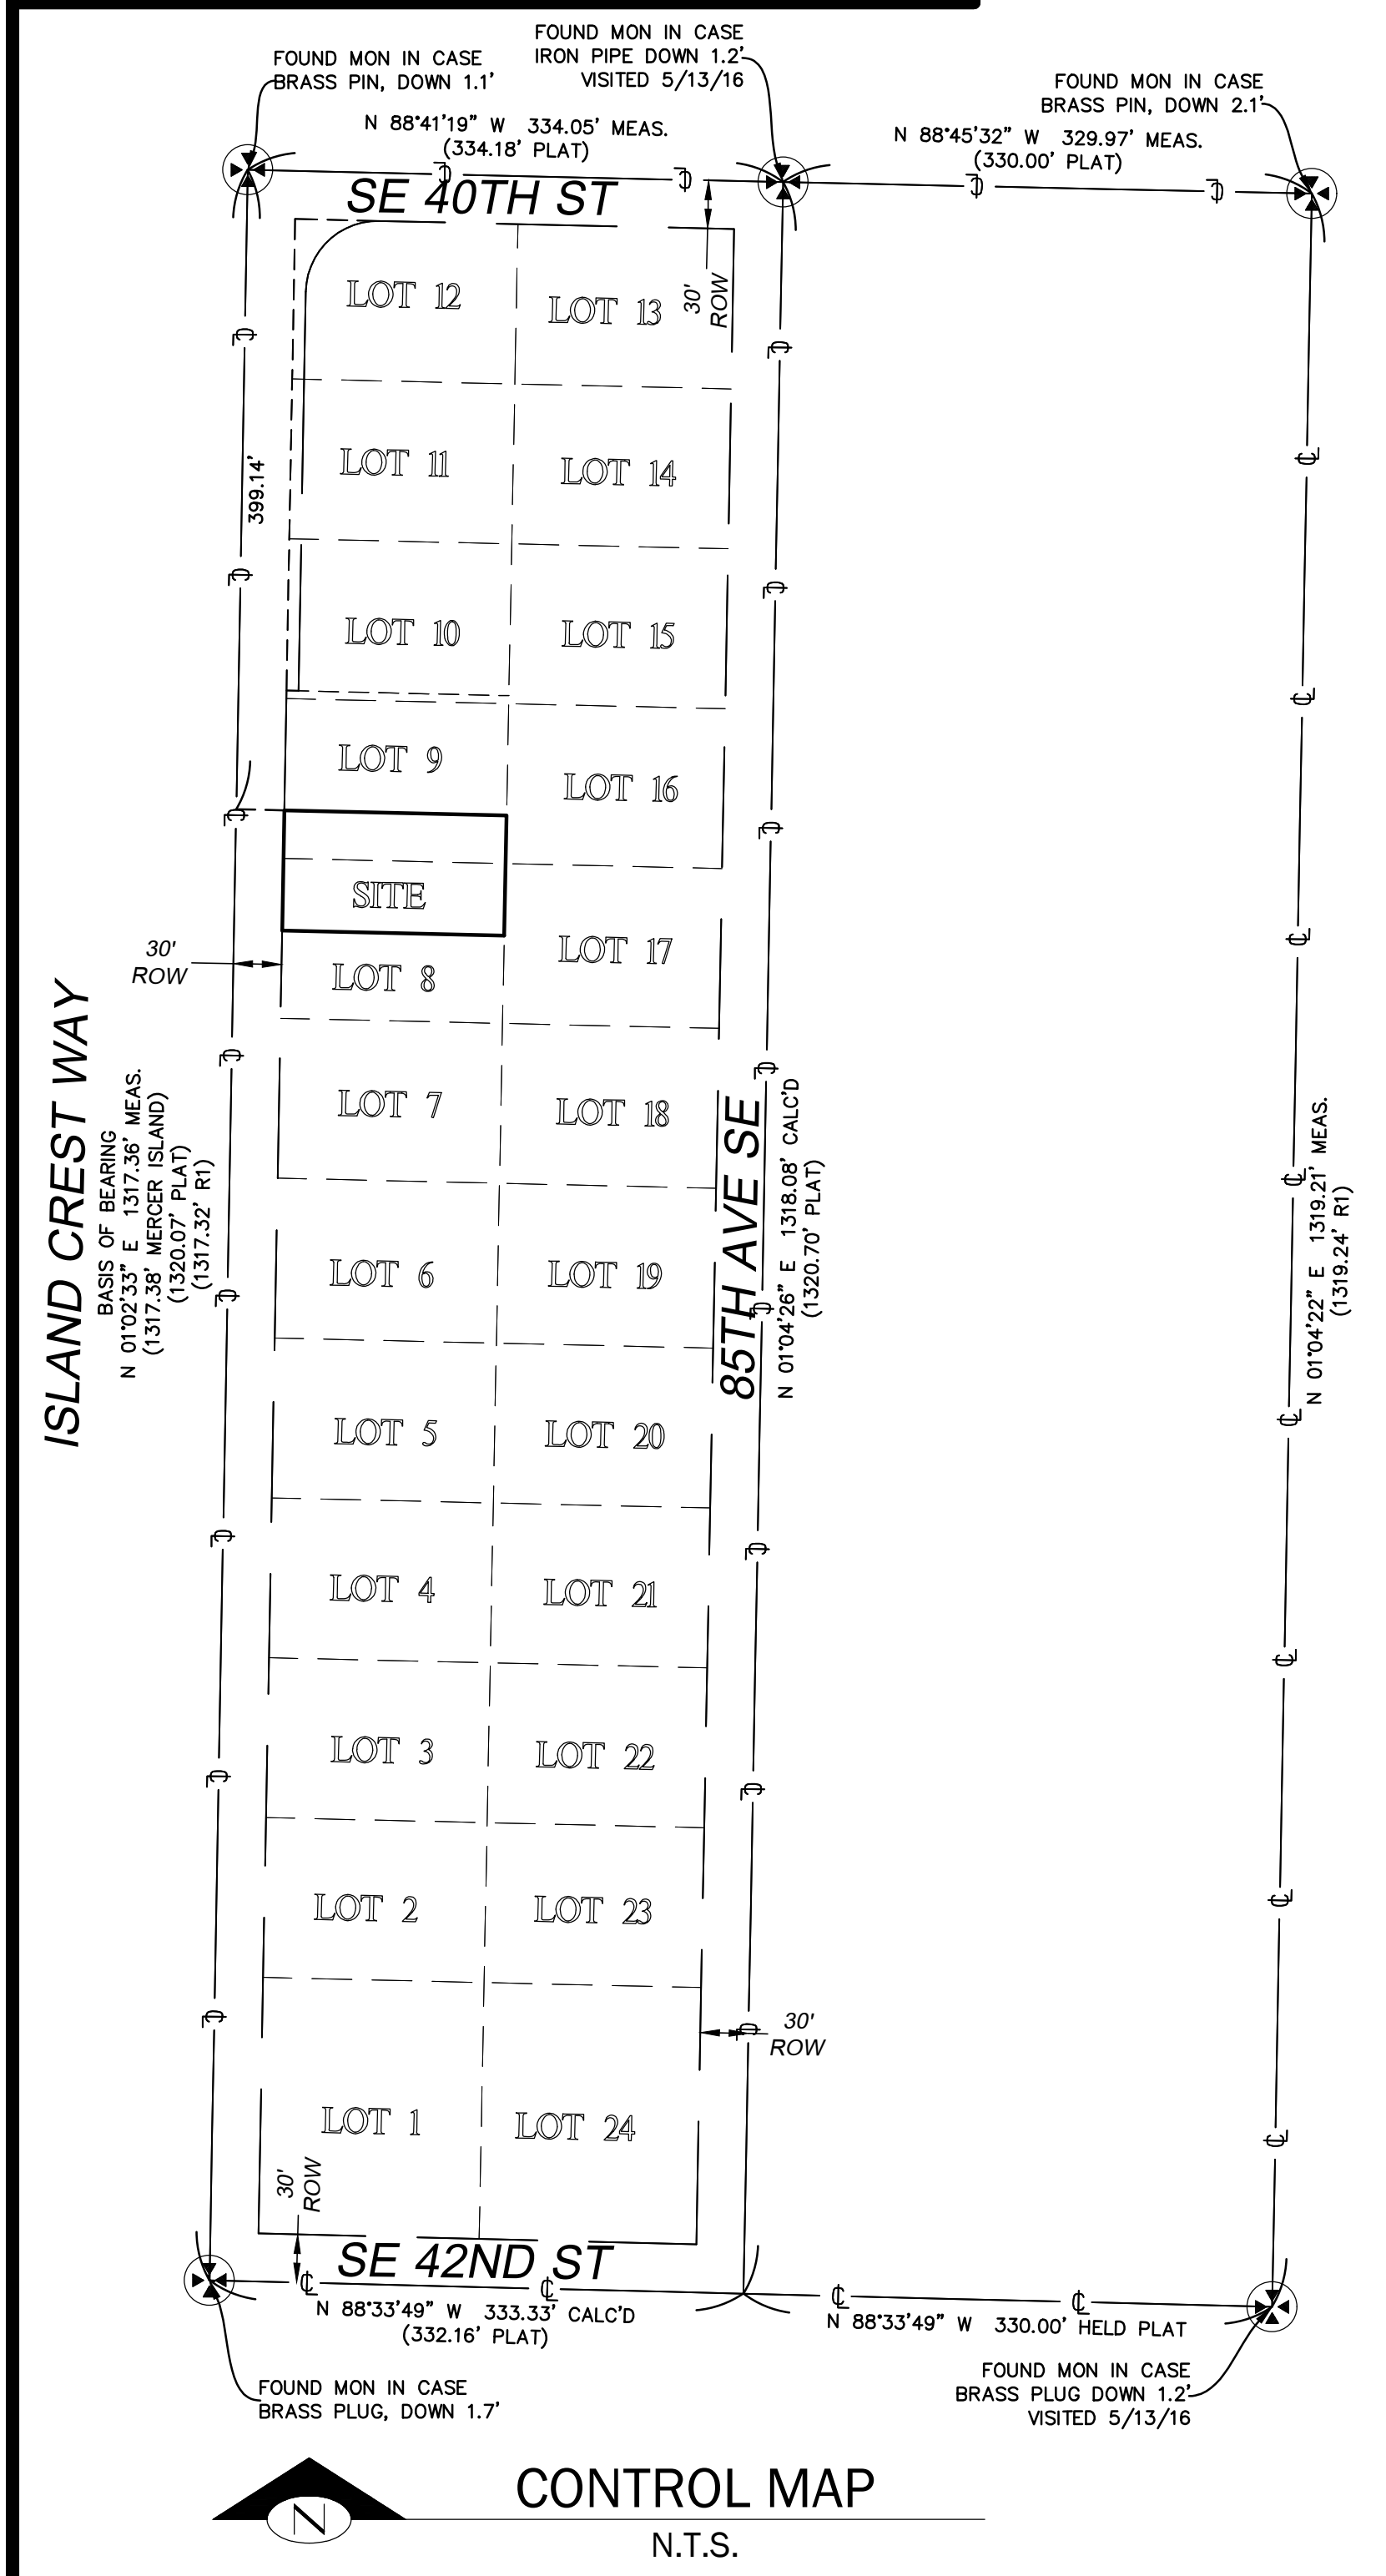 FOUND MON IN CASE
BRASS PIN, DOWN 1.1'
FOUND MON IN CASE
IRON PIPE DOWN 1.2'
VISITED 5/13/16
FOUND MON IN CASE
BRASS PIN, DOWN 2.1'
N 88°41'19" W 334.05' MEAS.
(334.18' PLAT)
N 88°45'32" W 329.97' MEAS.
(330.00' PLAT)
SE 40TH ST
LOT 12
LOT 13
30'
ROW
399.14'
LOT 11
LOT 14
LOT 10
LOT 15
LOT 9
LOT 16
SITE
30'
ROW
LOT 17
LOT 8
ISLAND CREST WAY
BASIS OF BEARING
N 01°02'33" E 1317.36' MEAS.
(1317.38' MERCER ISLAND)
(1320.07' PLAT)
(1317.32' R1)
LOT 7
LOT 18
85TH AVE SE
N 01°04'26" E 1318.08' CALC'D
(1320.70' PLAT)
N 01°04'22" E 1319.21' MEAS.
(1319.24' R1)
LOT 6
LOT 19
LOT 5
LOT 20
LOT 4
LOT 21
LOT 3
LOT 22
LOT 2
LOT 23
30'
ROW
LOT 1
LOT 24
30'
ROW
SE 42ND ST
N 88°33'49" W 333.33' CALC'D
(332.16' PLAT)
N 88°33'49" W 330.00' HELD PLAT
FOUND MON IN CASE
BRASS PLUG, DOWN 1.7'
FOUND MON IN CASE
BRASS PLUG DOWN 1.2'
VISITED 5/13/16
N
CONTROL MAP
N.T.S.